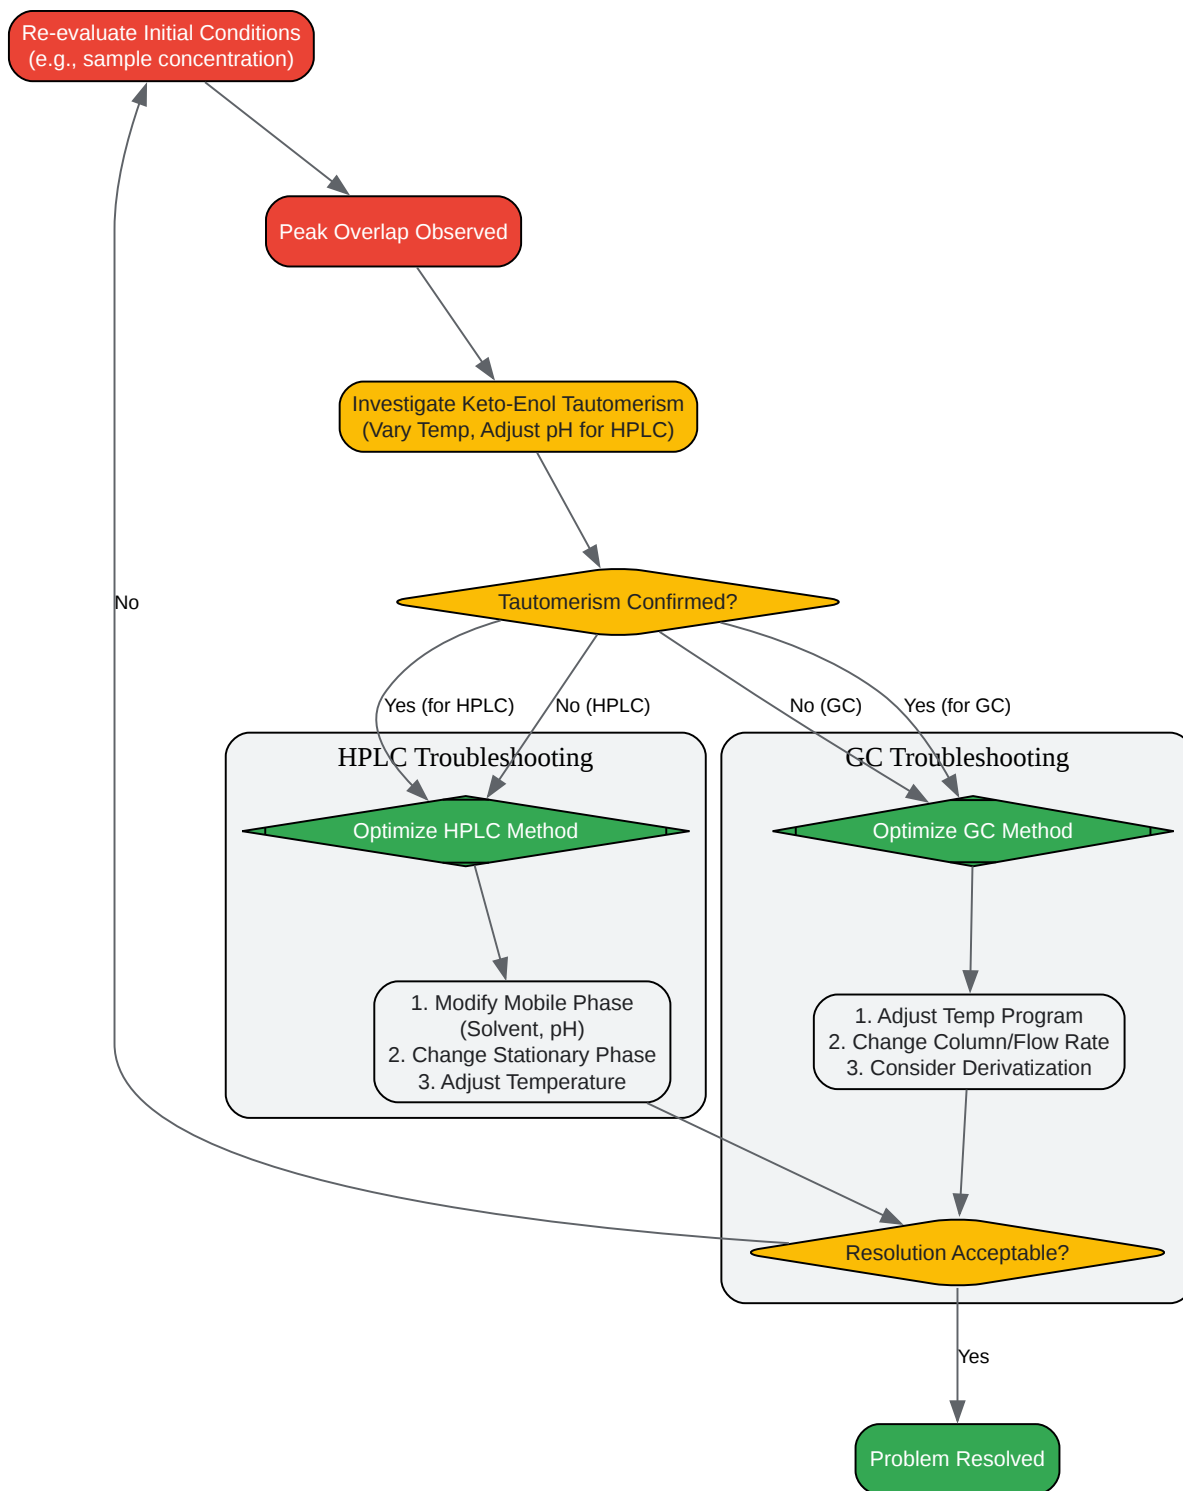 Re-evaluate Initial Conditions
(e.g., sample concentration)
Peak Overlap Observed
Investigate Keto-Enol Tautomerism
(Vary Temp, Adjust pH for HPLC)
No
Tautomerism Confirmed?
Yes (for HPLC)
No (HPLC)
No (GC)
Yes (for GC)
HPLC Troubleshooting
GC Troubleshooting
Optimize HPLC Method
Optimize GC Method
1. Modify Mobile Phase
(Solvent, pH)
2. Change Stationary Phase
3. Adjust Temperature
1. Adjust Temp Program
2. Change Column/Flow Rate
3. Consider Derivatization
Resolution Acceptable?
Yes
Problem Resolved